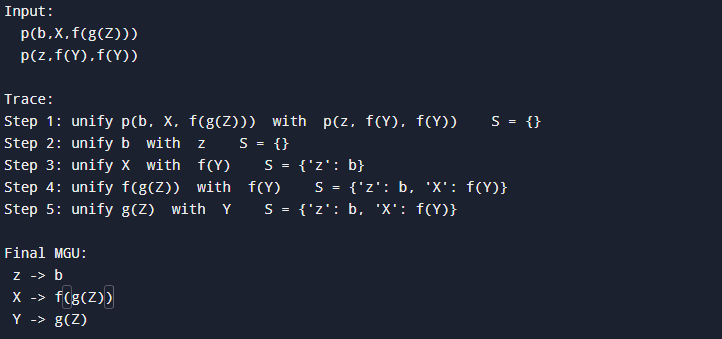 Input:
p(b,X,f(g(Z)))
p(z,f(Y),f(Y))
Trace:
Step 1: unify p(b, X, f(g(Z))) with p(z, f(Y), f(Y)) S = {}
Step 2: unify b with z S = {}
Step 3: unify X with f(Y) S = {'z': b}
Step 4: unify f(g(Z)) with f(Y) S = {'z': b, 'X': f(Y)}
Step 5: unify g(Z) with Y S = {'z': b, 'X': f(Y)}
Final MGU:
z -> b
X -> f(g(Z))
Y -> g(Z)